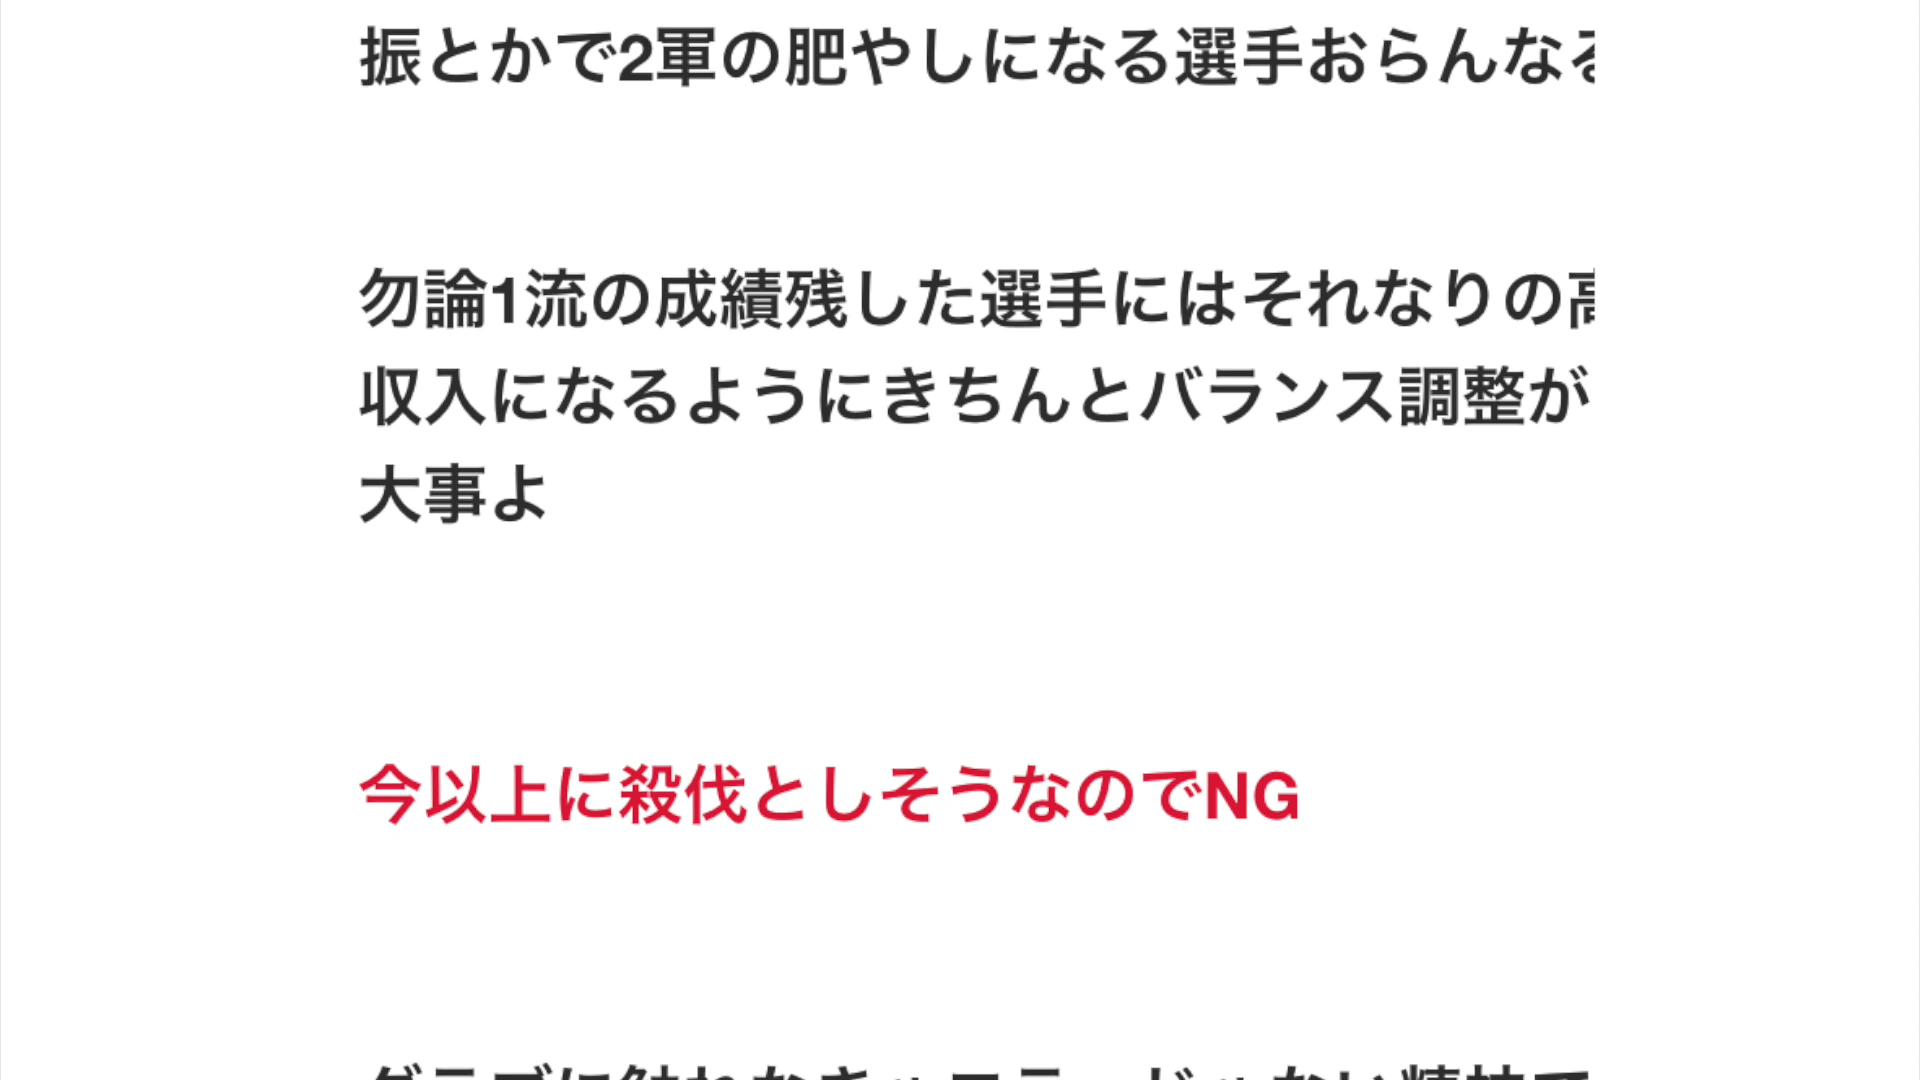 振とかで2軍の肥やしになる選手おらんなる
勿論1流の成績残した選手にはそれなりの高
収入になるようにきちんとバランス調整が
大事よ
今以上に殺伐としそうなのでNG